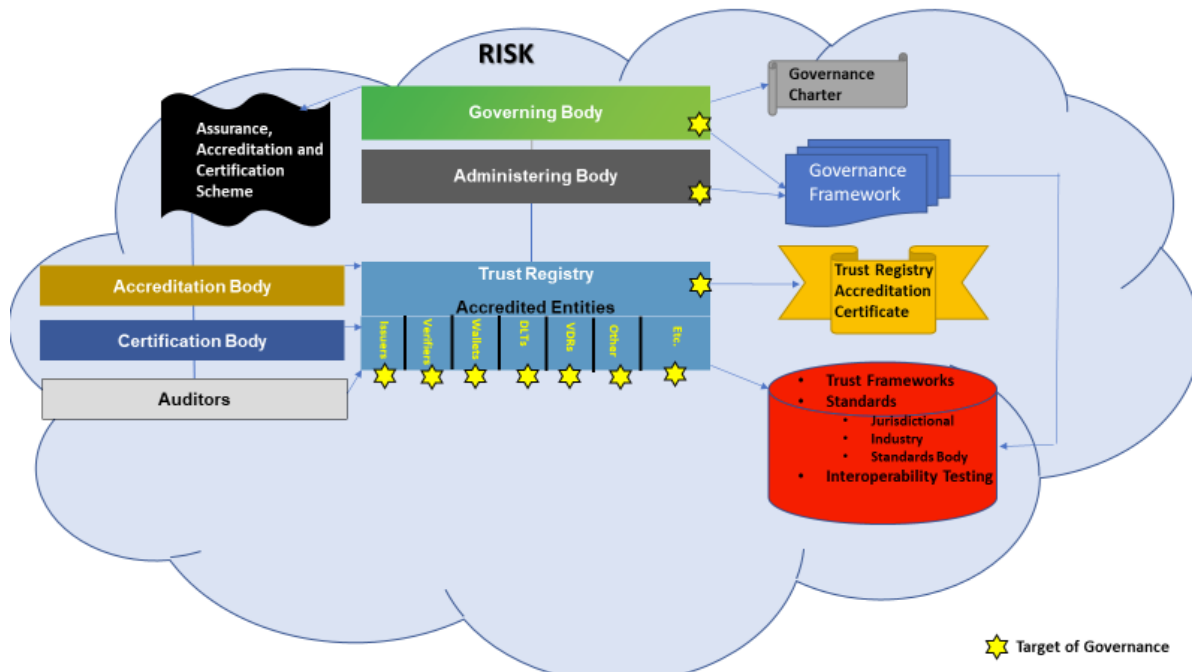 RISK
Governance
Charter
Governing Body
Assurance,
Accreditation and
Certification
Scheme
Administering Body
Governance
Framework
Trust Registry
Accredited Entities
Issuers
Verifiers
Wallets
DLTs
VDRs
Other
Etc.
Trust Registry
Accreditation
Certificate
Accreditation Body
Certification Body
Auditors
• Trust Frameworks
• Standards
• Jurisdictional
• Industry
• Standards Body
• Interoperability Testing
Target of Governance